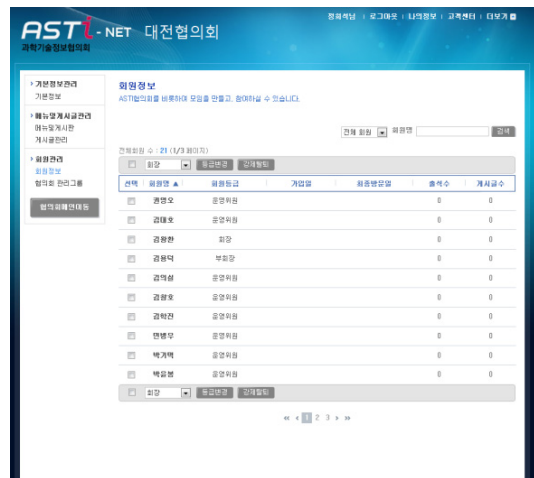 정희석님 | 로그아웃 | 나의정보 | 고객센터 | 더보기
ASTi-NET 대전협의회
과학기술정보협의회
기본정보관리
기본정보
메뉴및게시글관리
메뉴및게시판
게시글관리
회원관리
회원정보
협의회 관리그룹
협의회메인이동
회원정보
ASTI협의회를 비롯하여 모임을 만들고, 참여하실 수 있습니다.
전체 회원 회원명 검색
전체회원 수 : 21 (1/3 페이지)
회장 등급변경 강제탈퇴
선택 회원명 ▲ 회원등급 가입일 최종방문일 출석수 게시글수
권영오 운영위원 0 0
김대호 운영위원 0 0
김왕환 회장 0 0
김용덕 부회장 0 0
김의설 운영위원 0 0
김창호 운영위원 0 0
김학진 운영위원 0 0
민병무 운영위원 0 0
박기덕 운영위원 0 0
박윤봉 운영위원 0 0
회장 등급변경 강제탈퇴
« ‹ 1 2 3 › »